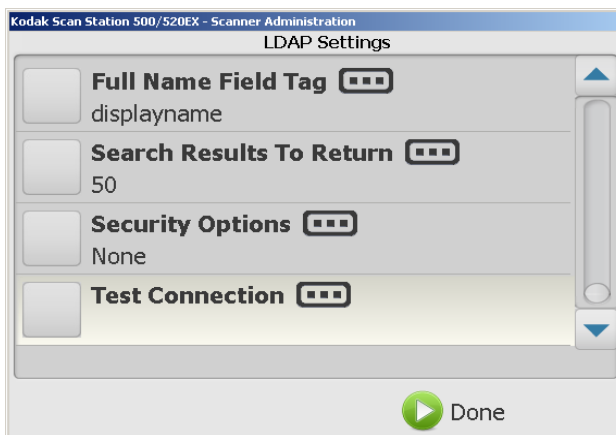 Kodak Scan Station 500/520EX - Scanner Administration
LDAP Settings
Full Name Field Tag
displayname
Search Results To Return
50
Security Options
None
Test Connection
Done